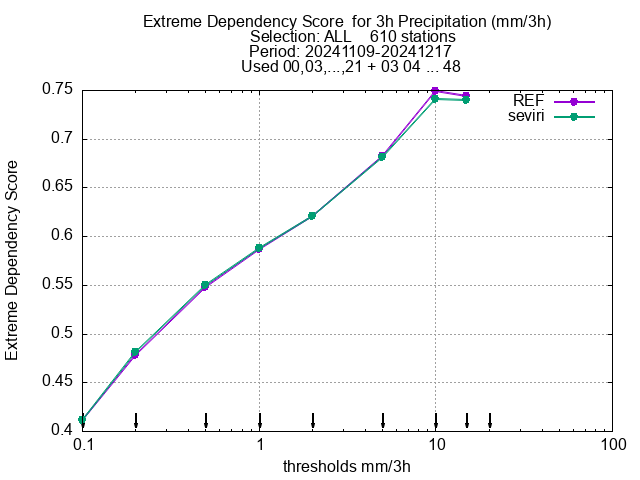 Extreme Dependency Score  for 3h Precipitation (mm/3h)
Selection: ALL    610 stations
Period: 20241109-20241217
Used 00,03,...,21 + 03 04 ... 48
REF
seviri
0.75
0.7
0.65
0.6
0.55
0.5
0.45
0.4
Extreme Dependency Score
0.1 1 10 100
thresholds mm/3h